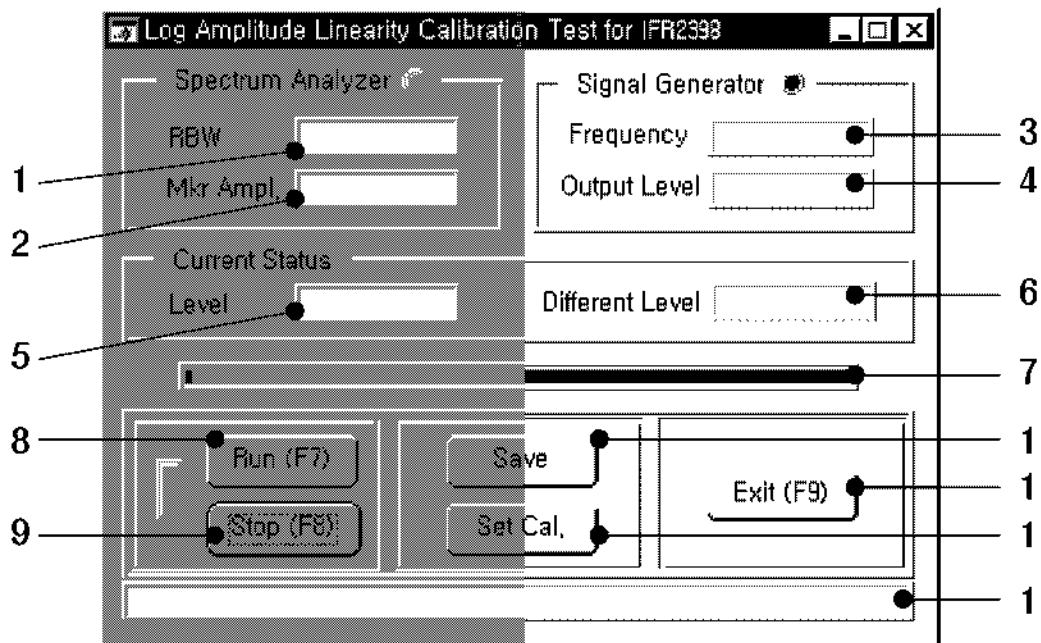 Log Amplitude Linearity Calibration Test for IFR2398
Spectrum Analyzer
Signal Generator
RBW
Frequency
3
1
Mkr Ampl.
Output Level
4
2
Current Status
Level
Different Level
6
5
7
8
Run (F7)
Save
1
Exit (F9)
1
9
Stop (F8)
Set Cal.
1
1